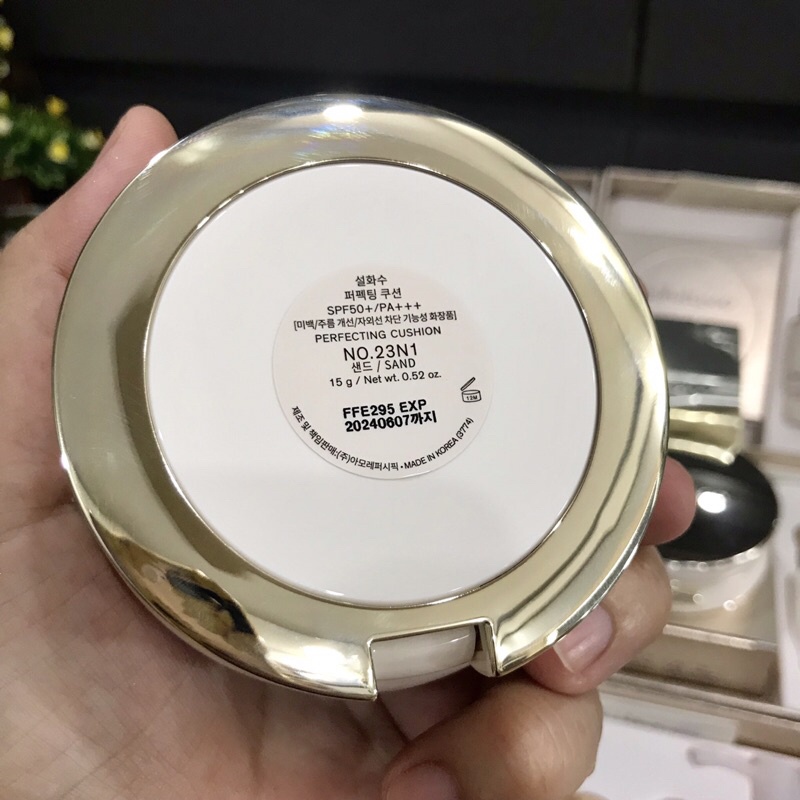 설화수
퍼펙팅 쿠션
SPF50+/PA+++
[미백/주름 개선/자외선 차단 기능성 화장품]
PERFECTING CUSHION
NO.23N1
샌드 / SAND
15 g / Net wt. 0.52 oz.
12M
FFE295 EXP
20240607까지
제조 및 책임판매:(주)아모레퍼시픽 • MADE IN KOREA (3774)